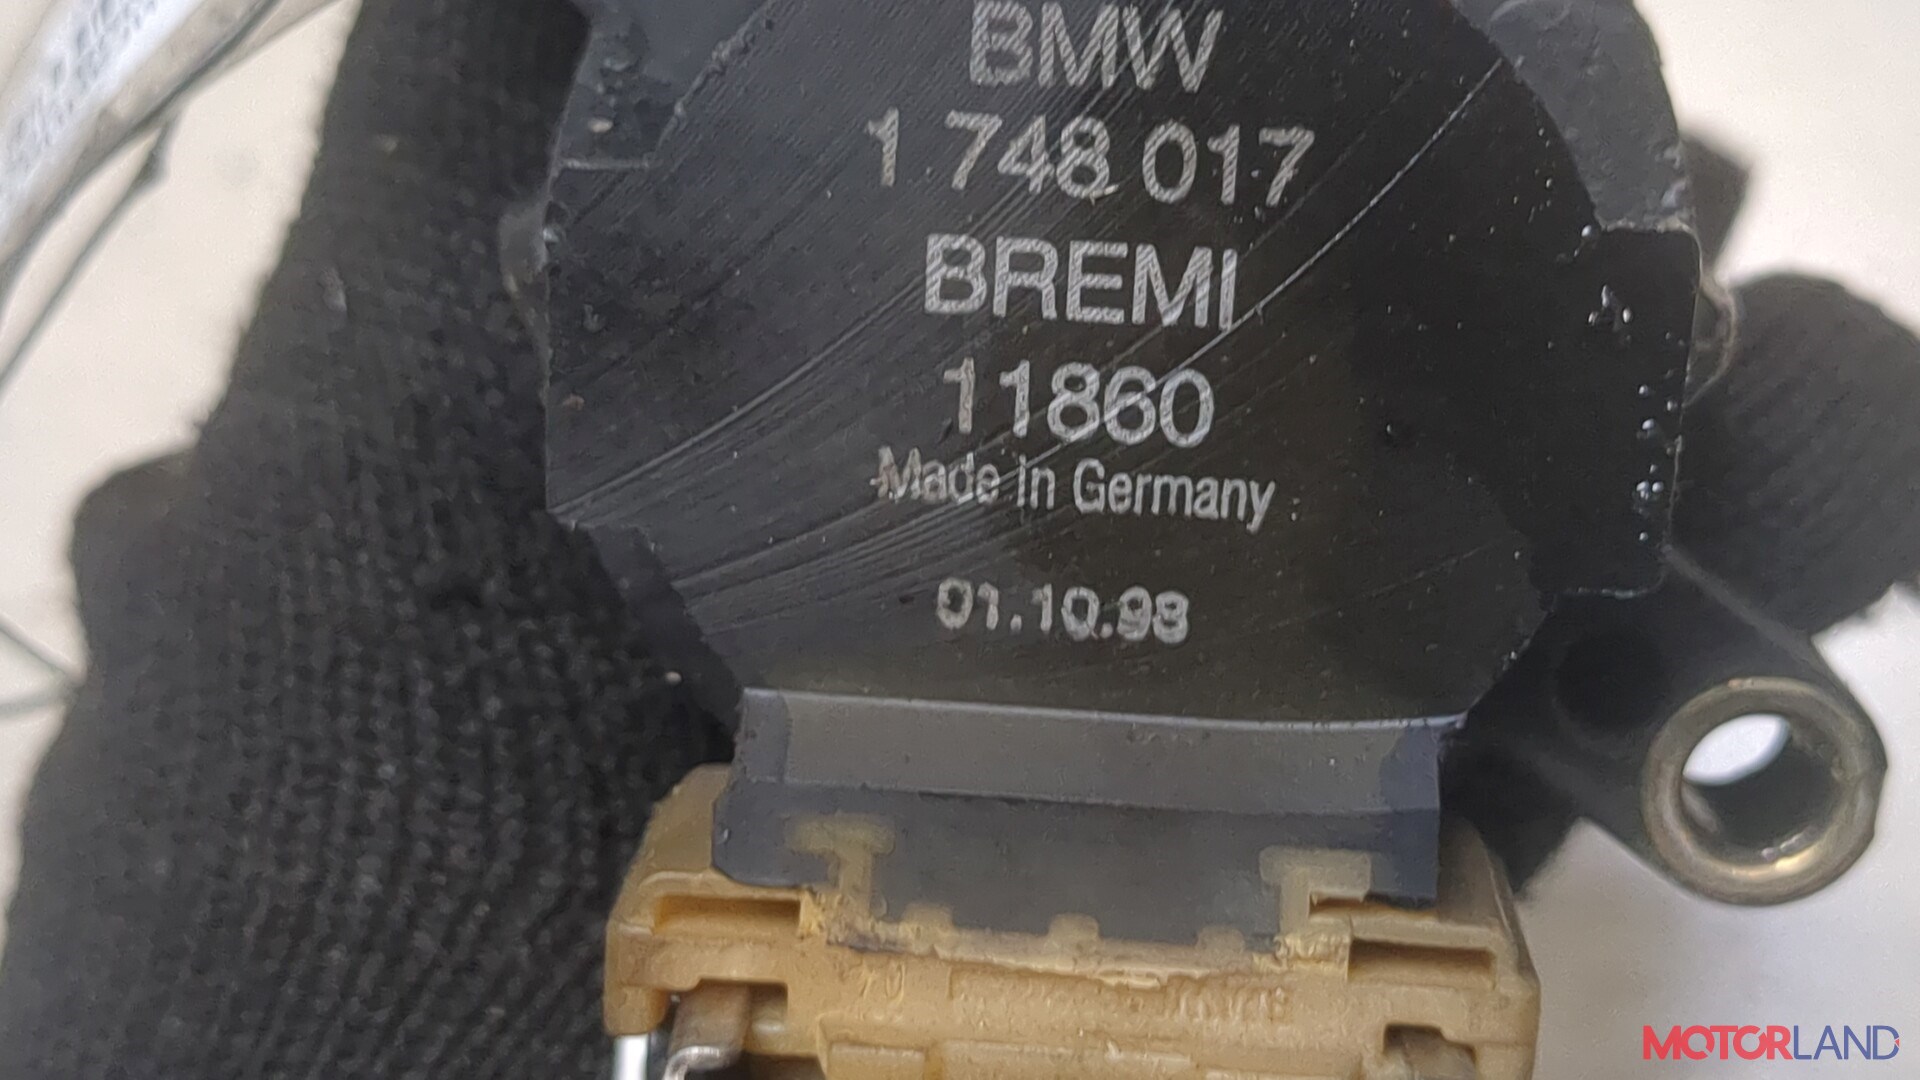 BMW
1 748 017
BREMI
11860
Made in Germany
01.10.98
MOTORLAND